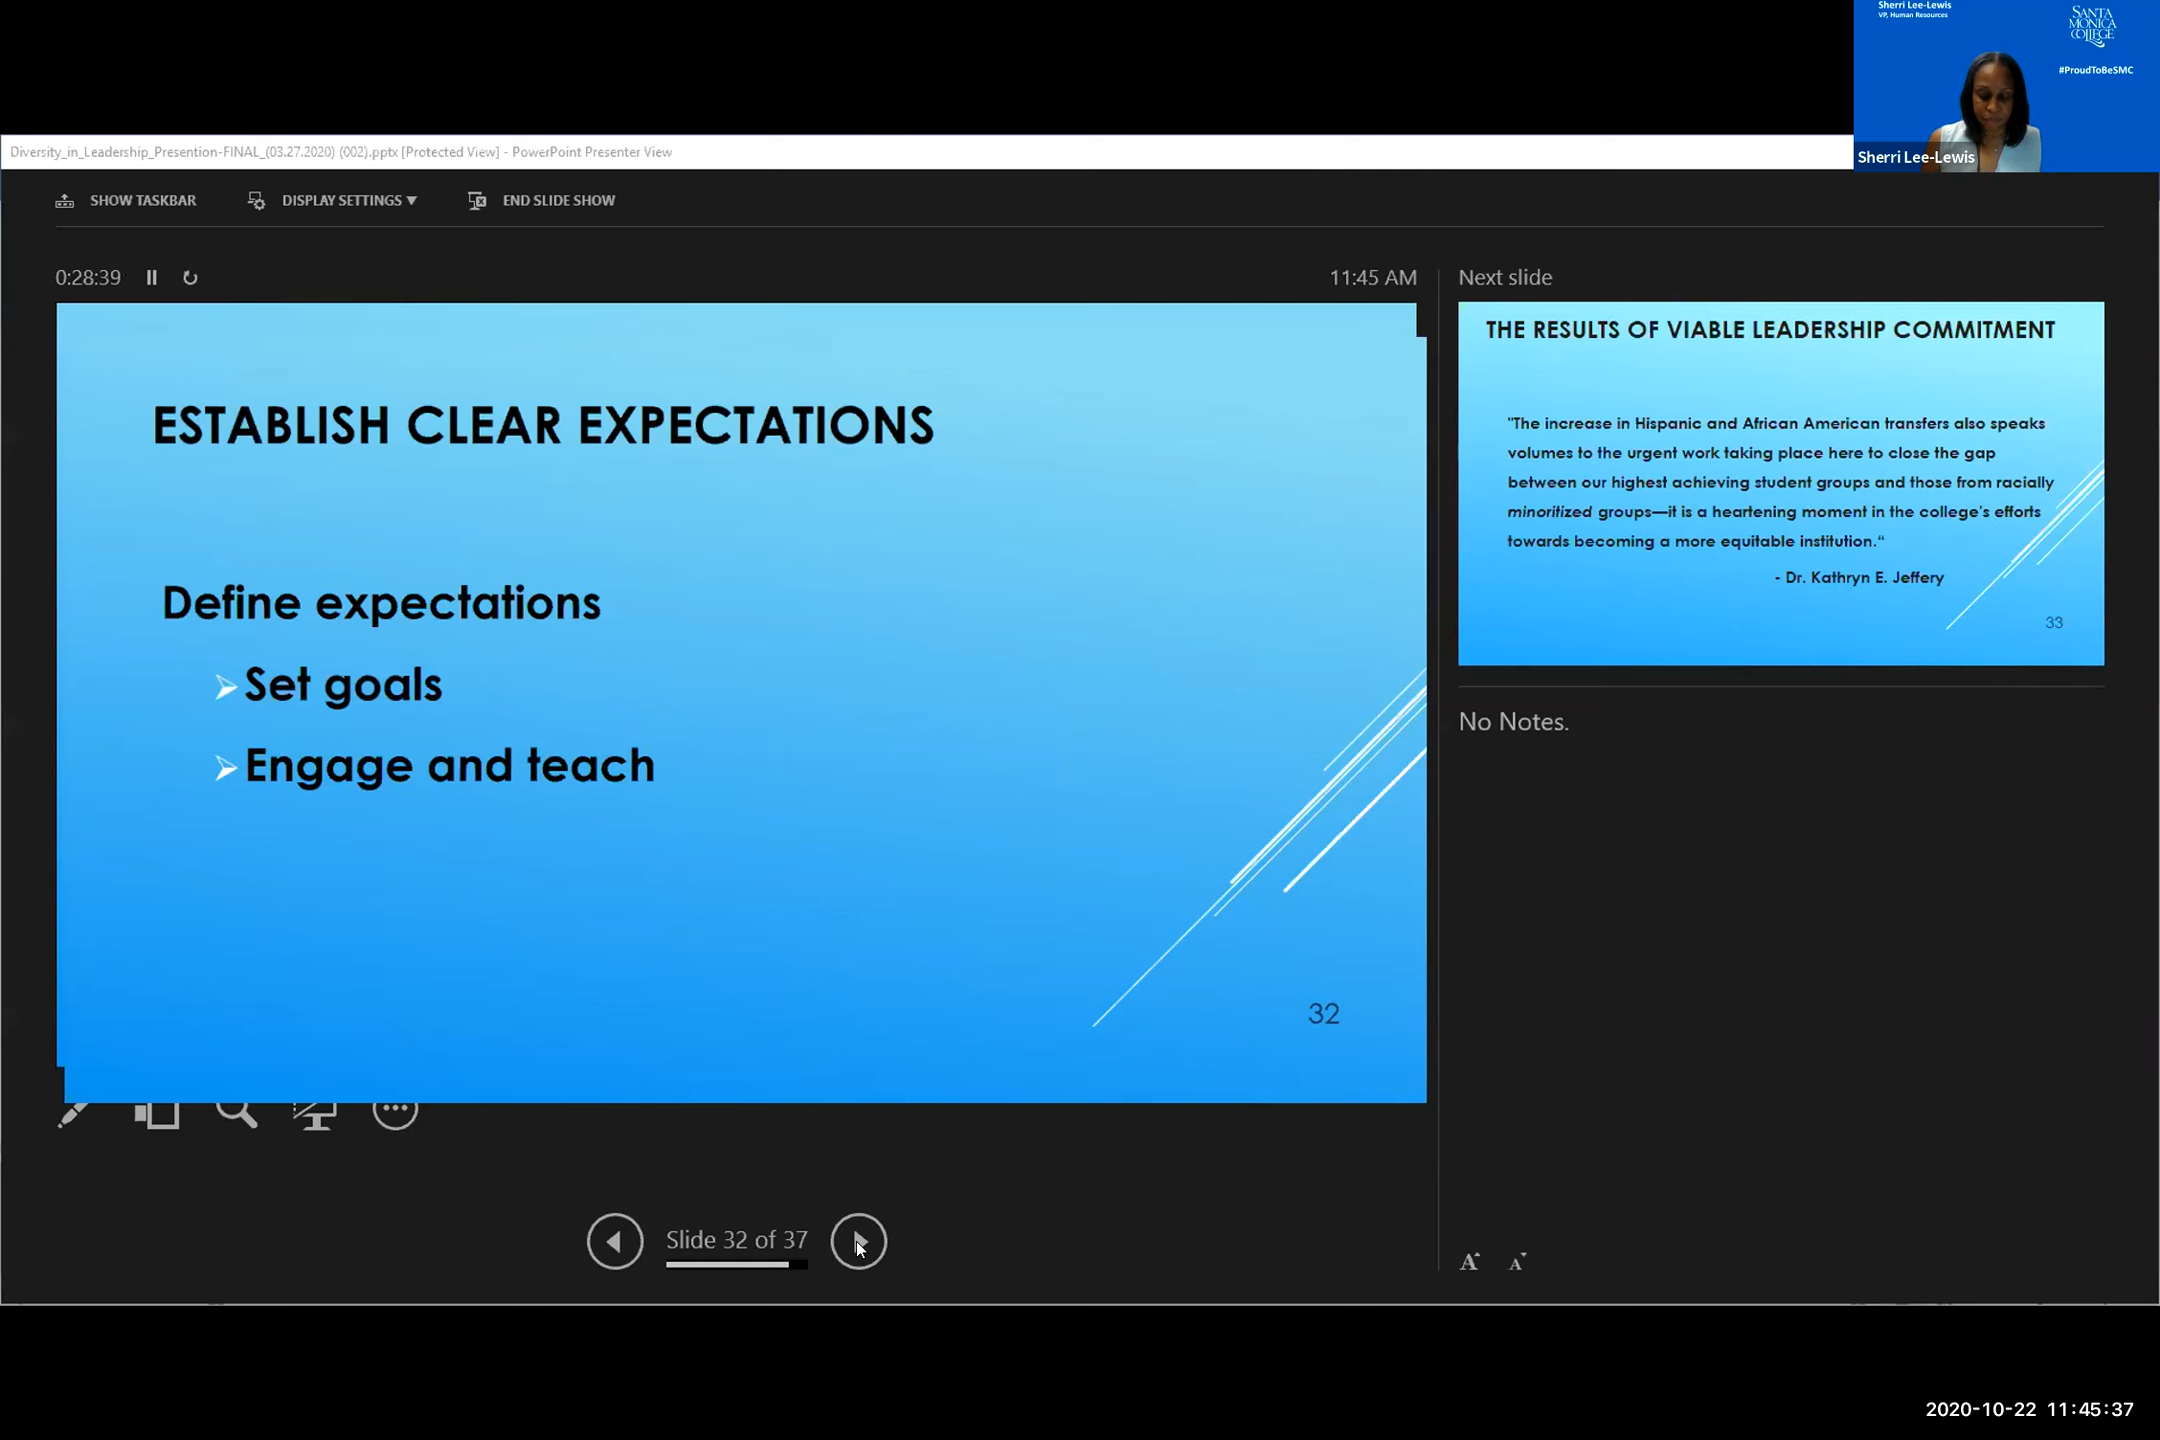 Sherri Lee-Lewis
VP, Human Resources
SANTA
MONICA
COLLEGE
#ProudToBeSMC
Sherri Lee-Lewis
Diversity_in_Leadership_Presention-FINAL_(03.27.2020) (002).pptx [Protected View] - PowerPoint Presenter View
SHOW TASKBAR
DISPLAY SETTINGS
END SLIDE SHOW
0:28:39
11:45 AM
ESTABLISH CLEAR EXPECTATIONS
Define expectations
Set goals
Engage and teach
32
Next slide
THE RESULTS OF VIABLE LEADERSHIP COMMITMENT
"The increase in Hispanic and African American transfers also speaks
volumes to the urgent work taking place here to close the gap
between our highest achieving student groups and those from racially
minoritized groups—it is a heartening moment in the college's efforts
towards becoming a more equitable institution."
- Dr. Kathryn E. Jeffery
33
No Notes.
Slide 32 of 37
A A
2020-10-22 11:45:37